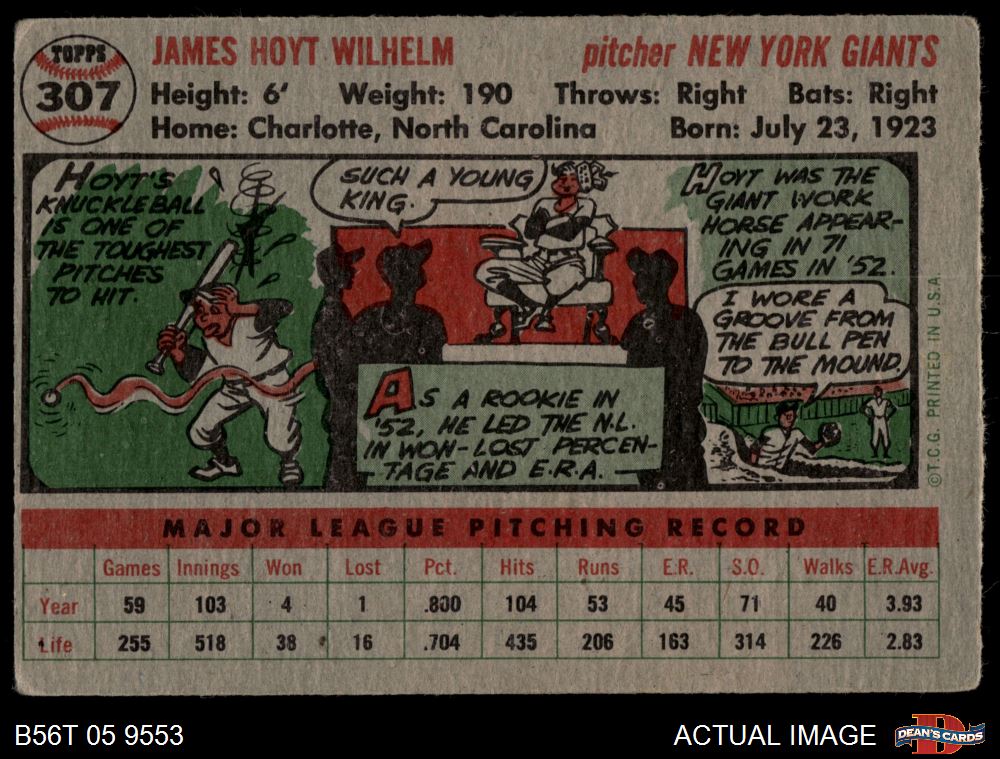 TOPPS
307
JAMES HOYT WILHELM
pitcher NEW YORK GIANTS
Height: 6' Weight: 190 Throws: Right Bats: Right
Home: Charlotte, North Carolina Born: July 23, 1923
HOYT'S
KNUCKLEBALL
IS ONE OF
THE TOUGHEST
PITCHES
TO HIT.
SUCH A YOUNG
KING.
AS A ROOKIE IN
'52, HE LED THE N.L.
IN WON-LOST PERCEN-
TAGE AND E.R.A.
HOYT WAS THE
GIANT WORK
HORSE APPEAR-
ING IN 71
GAMES IN '52.
I WORE A
GROOVE FROM
THE BULL PEN
TO THE MOUND.
©T.C.G. PRINTED IN U.S.A.
MAJOR LEAGUE PITCHING RECORD
Games Innings Won Lost Pct. Hits Runs E.R. S.O. Walks E.R.Avg.
Year 59 103 4 1 .800 104 53 45 71 40 3.93
Life 255 518 38 16 .704 435 206 163 314 226 2.83
B56T 05 9553
ACTUAL IMAGE
DEAN'S CARDS